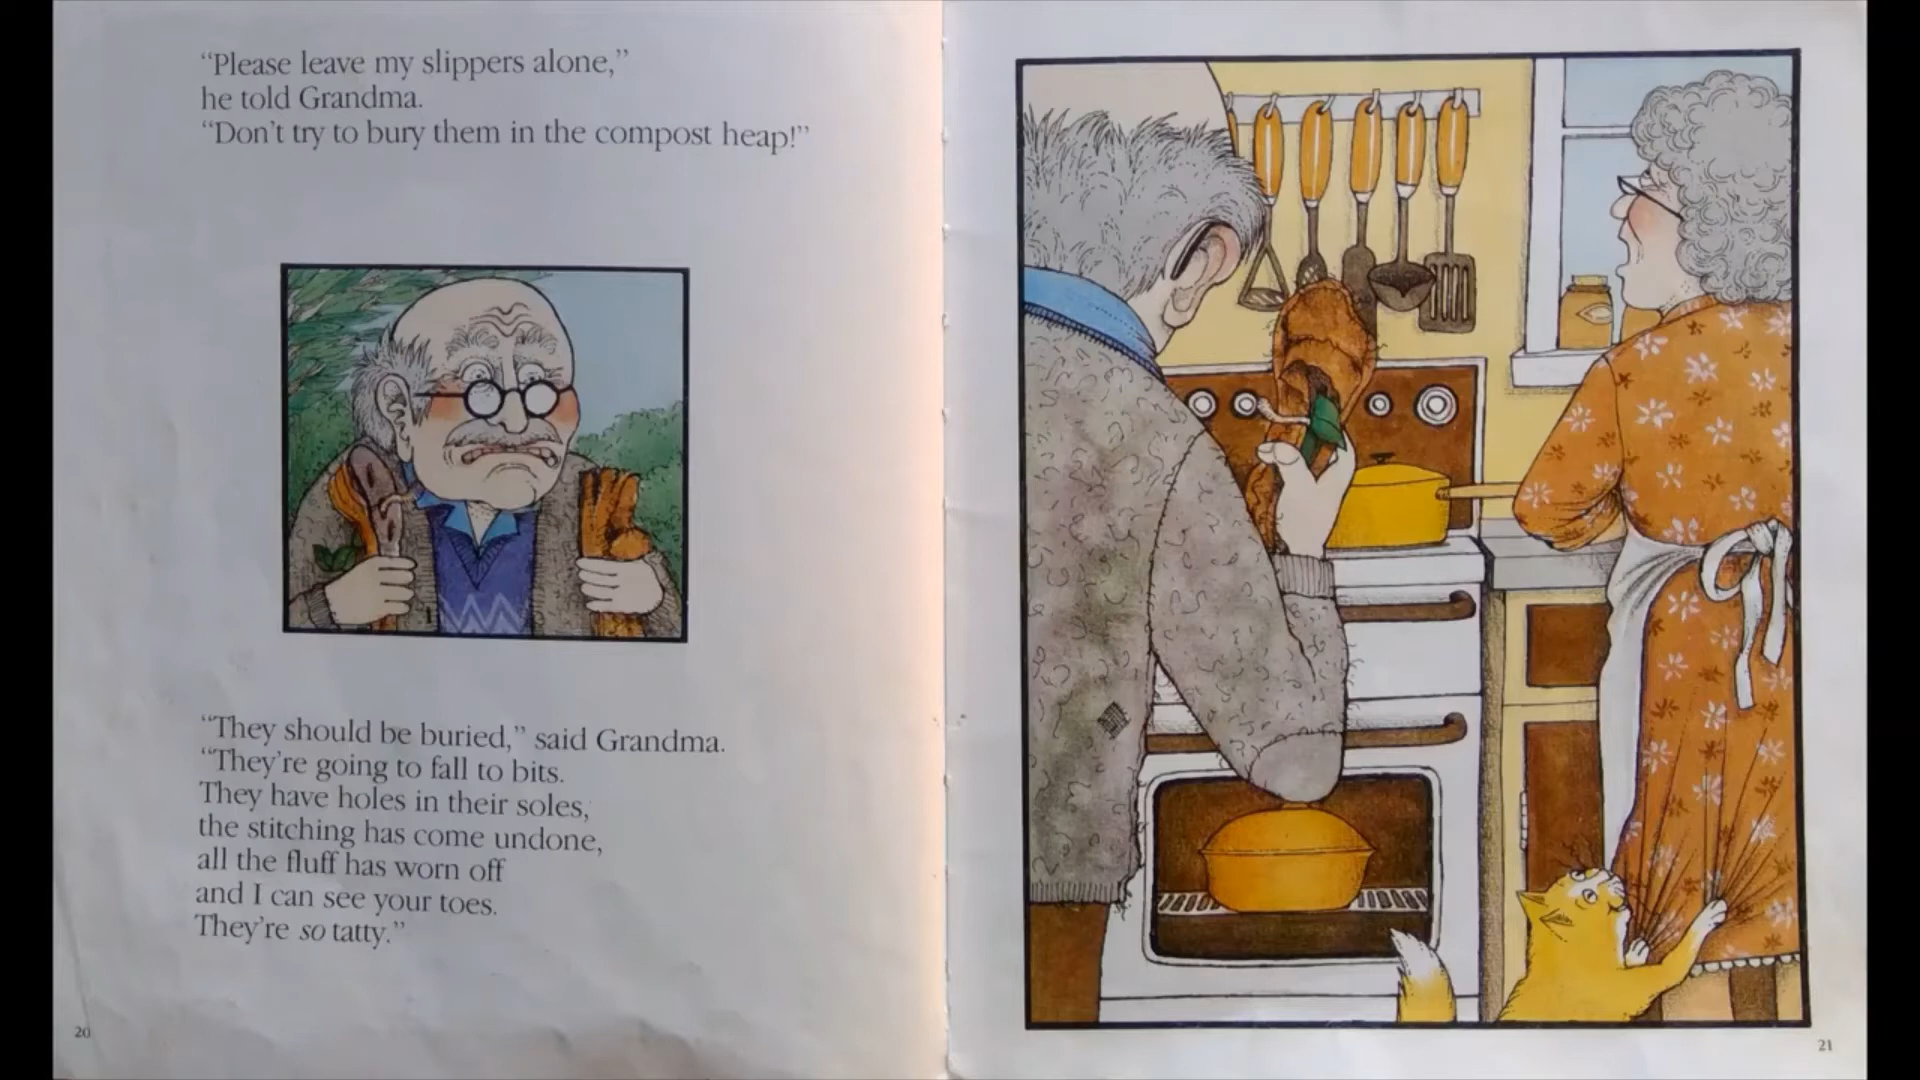 “Please leave my slippers alone,”
he told Grandma.
“Don't try to bury them in the compost heap!”
“They should be buried,” said Grandma.
“They're going to fall to bits.
They have holes in their soles,
the stitching has come undone,
all the fluff has worn off
and I can see your toes.
They're so tatty.”
20
21